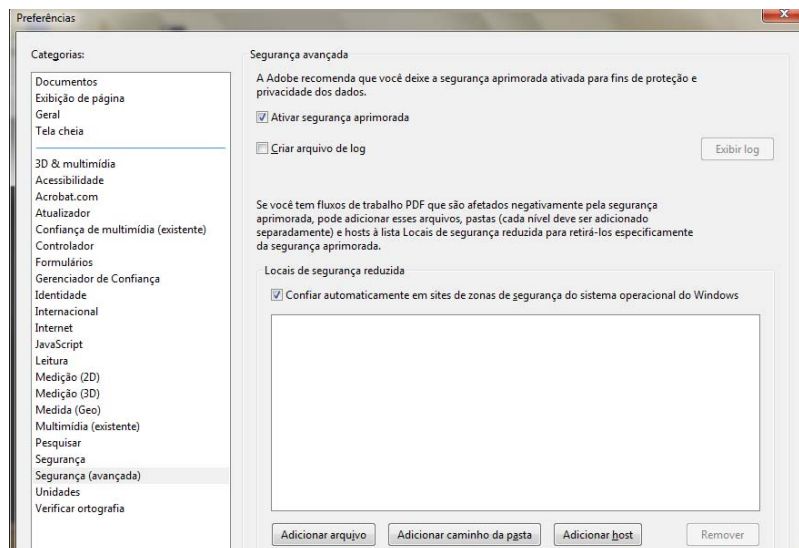 Preferências
Categorias:
Documentos
Exibição de página
Geral
Tela cheia
3D & multimídia
Acessibilidade
Acrobat.com
Atualizador
Confiança de multimídia (existente)
Controlador
Formulários
Gerenciador de Confiança
Identidade
Internacional
Internet
JavaScript
Leitura
Medição (2D)
Medição (3D)
Medida (Geo)
Multimídia (existente)
Pesquisar
Segurança
Segurança (avançada)
Unidades
Verificar ortografia
Segurança avançada
A Adobe recomenda que você deixe a segurança aprimorada ativada para fins de proteção e
privacidade dos dados.
Ativar segurança aprimorada
Criar arquivo de log
Exibir log
Se você tem fluxos de trabalho PDF que são afetados negativamente pela segurança
aprimorada, pode adicionar esses arquivos, pastas (cada nível deve ser adicionado
separadamente) e hosts à lista Locais de segurança reduzida para retirá-los especificamente
da segurança aprimorada.
Locais de segurança reduzida
Confiar automaticamente em sites de zonas de segurança do sistema operacional do Windows
Adicionar arquivo
Adicionar caminho da pasta
Adicionar host
Remover